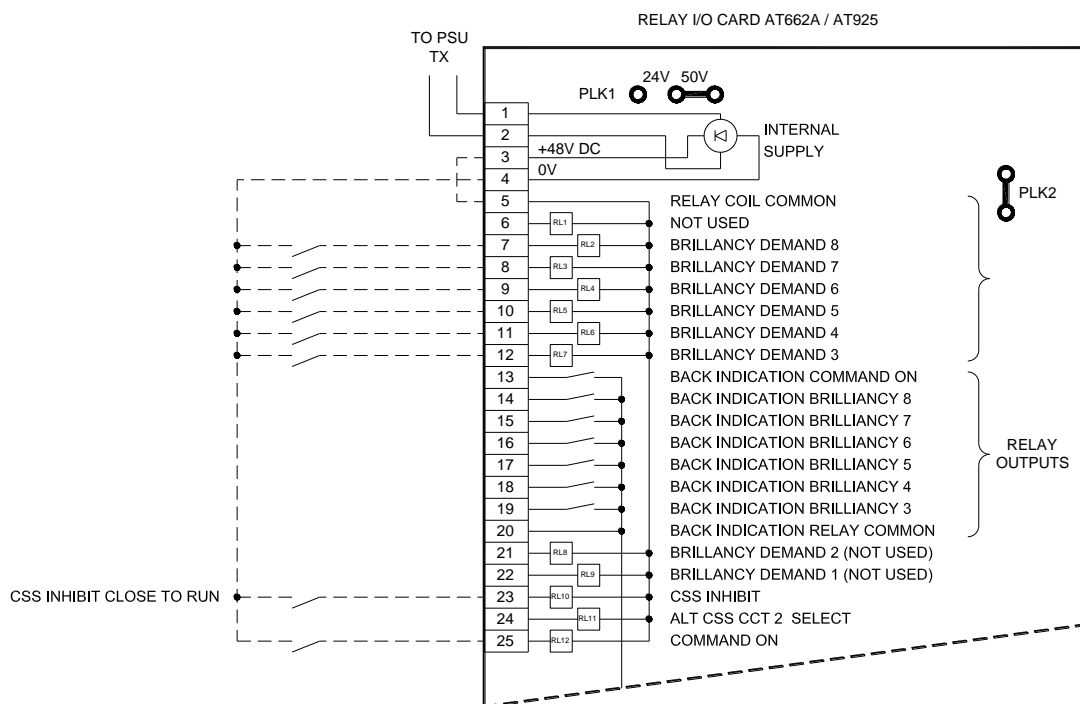 RELAY I/O CARD AT662A / AT925
TO PSU
TX
24V 50V
PLK1
1
2
3 +48V DC
4 0V
INTERNAL
SUPPLY
PLK2
5 RELAY COIL COMMON
6 RL1 NOT USED
7 RL2 BRILLANCY DEMAND 8
8 RL3 BRILLANCY DEMAND 7
9 RL4 BRILLANCY DEMAND 6
10 RL5 BRILLANCY DEMAND 5
11 RL6 BRILLANCY DEMAND 4
12 RL7 BRILLANCY DEMAND 3
13 BACK INDICATION COMMAND ON
14 BACK INDICATION BRILLIANCY 8
15 BACK INDICATION BRILLIANCY 7
16 BACK INDICATION BRILLIANCY 6
17 BACK INDICATION BRILLIANCY 5
18 BACK INDICATION BRILLIANCY 4
19 BACK INDICATION BRILLIANCY 3
20 BACK INDICATION RELAY COMMON
RELAY
OUTPUTS
21 RL8 BRILLANCY DEMAND 2 (NOT USED)
22 RL9 BRILLANCY DEMAND 1 (NOT USED)
CSS INHIBIT CLOSE TO RUN 23 RL10 CSS INHIBIT
24 RL11 ALT CSS CCT 2 SELECT
25 RL12 COMMAND ON